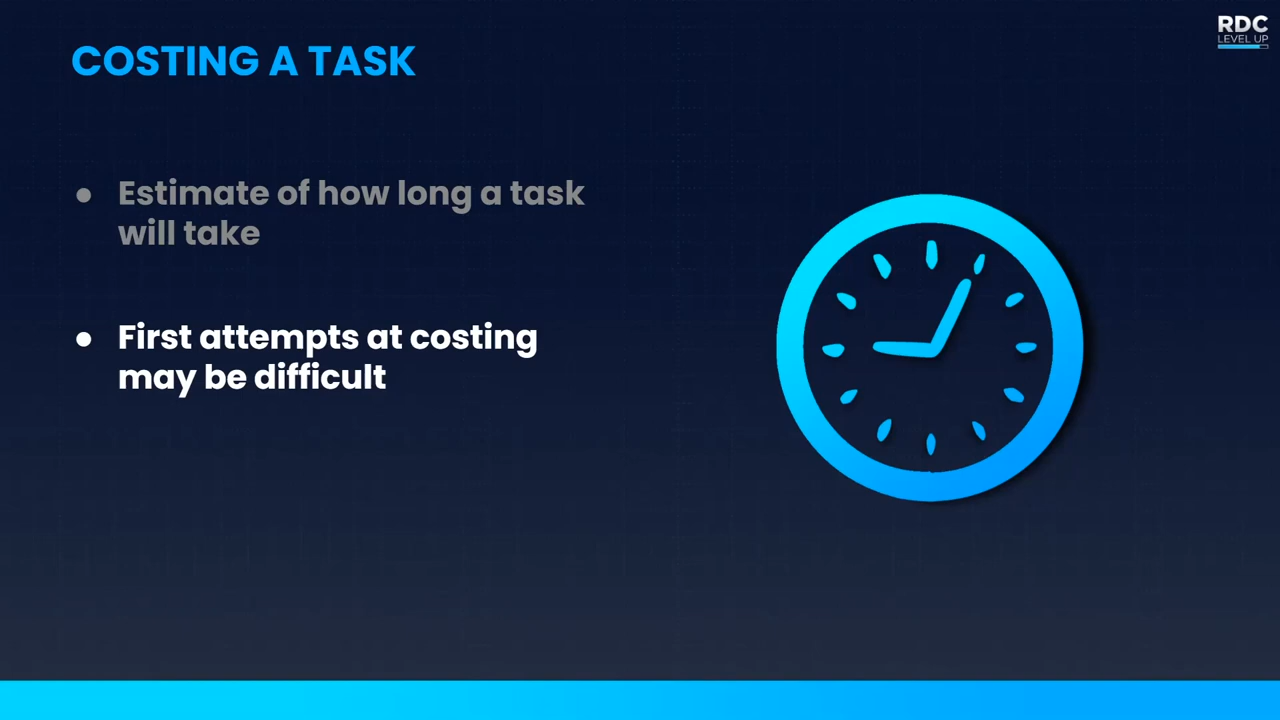 COSTING A TASK
RDC
LEVEL UP
● Estimate of how long a task
will take
● First attempts at costing
may be difficult